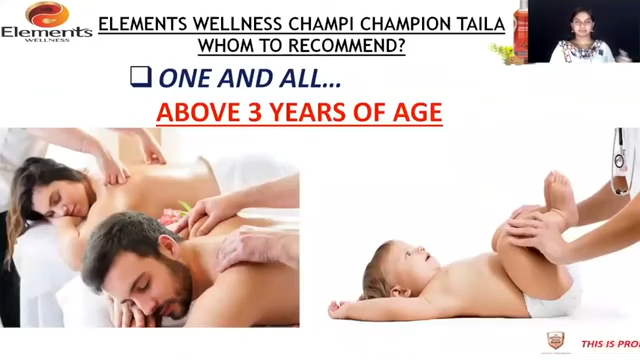 Elements
WELLNESS
ELEMENTS WELLNESS CHAMPI CHAMPION TAILA
WHOM TO RECOMMEND?
ONE AND ALL...
ABOVE 3 YEARS OF AGE
THIS IS PRO